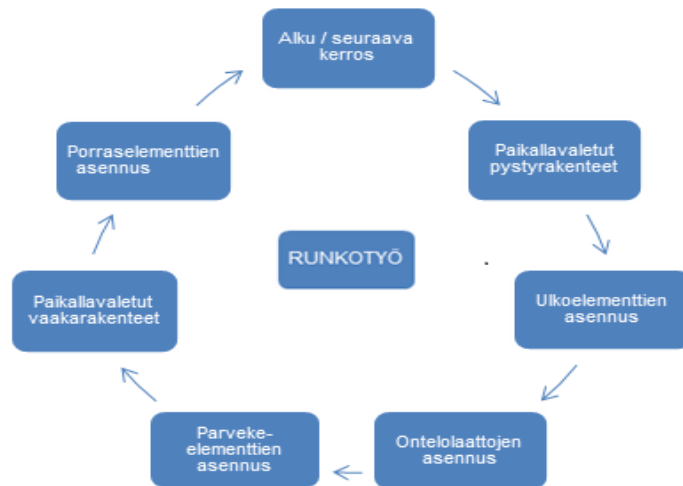 Alku / seuraava
kerros
Paikallavaletut
pystyrakenteet
Ulkoelementtien
asennus
Ontelolaattojen
asennus
Parveke-
elementtien
asennus
Paikallavaletut
vaakarakenteet
Porraselementtien
asennus
RUNKOTYÖ